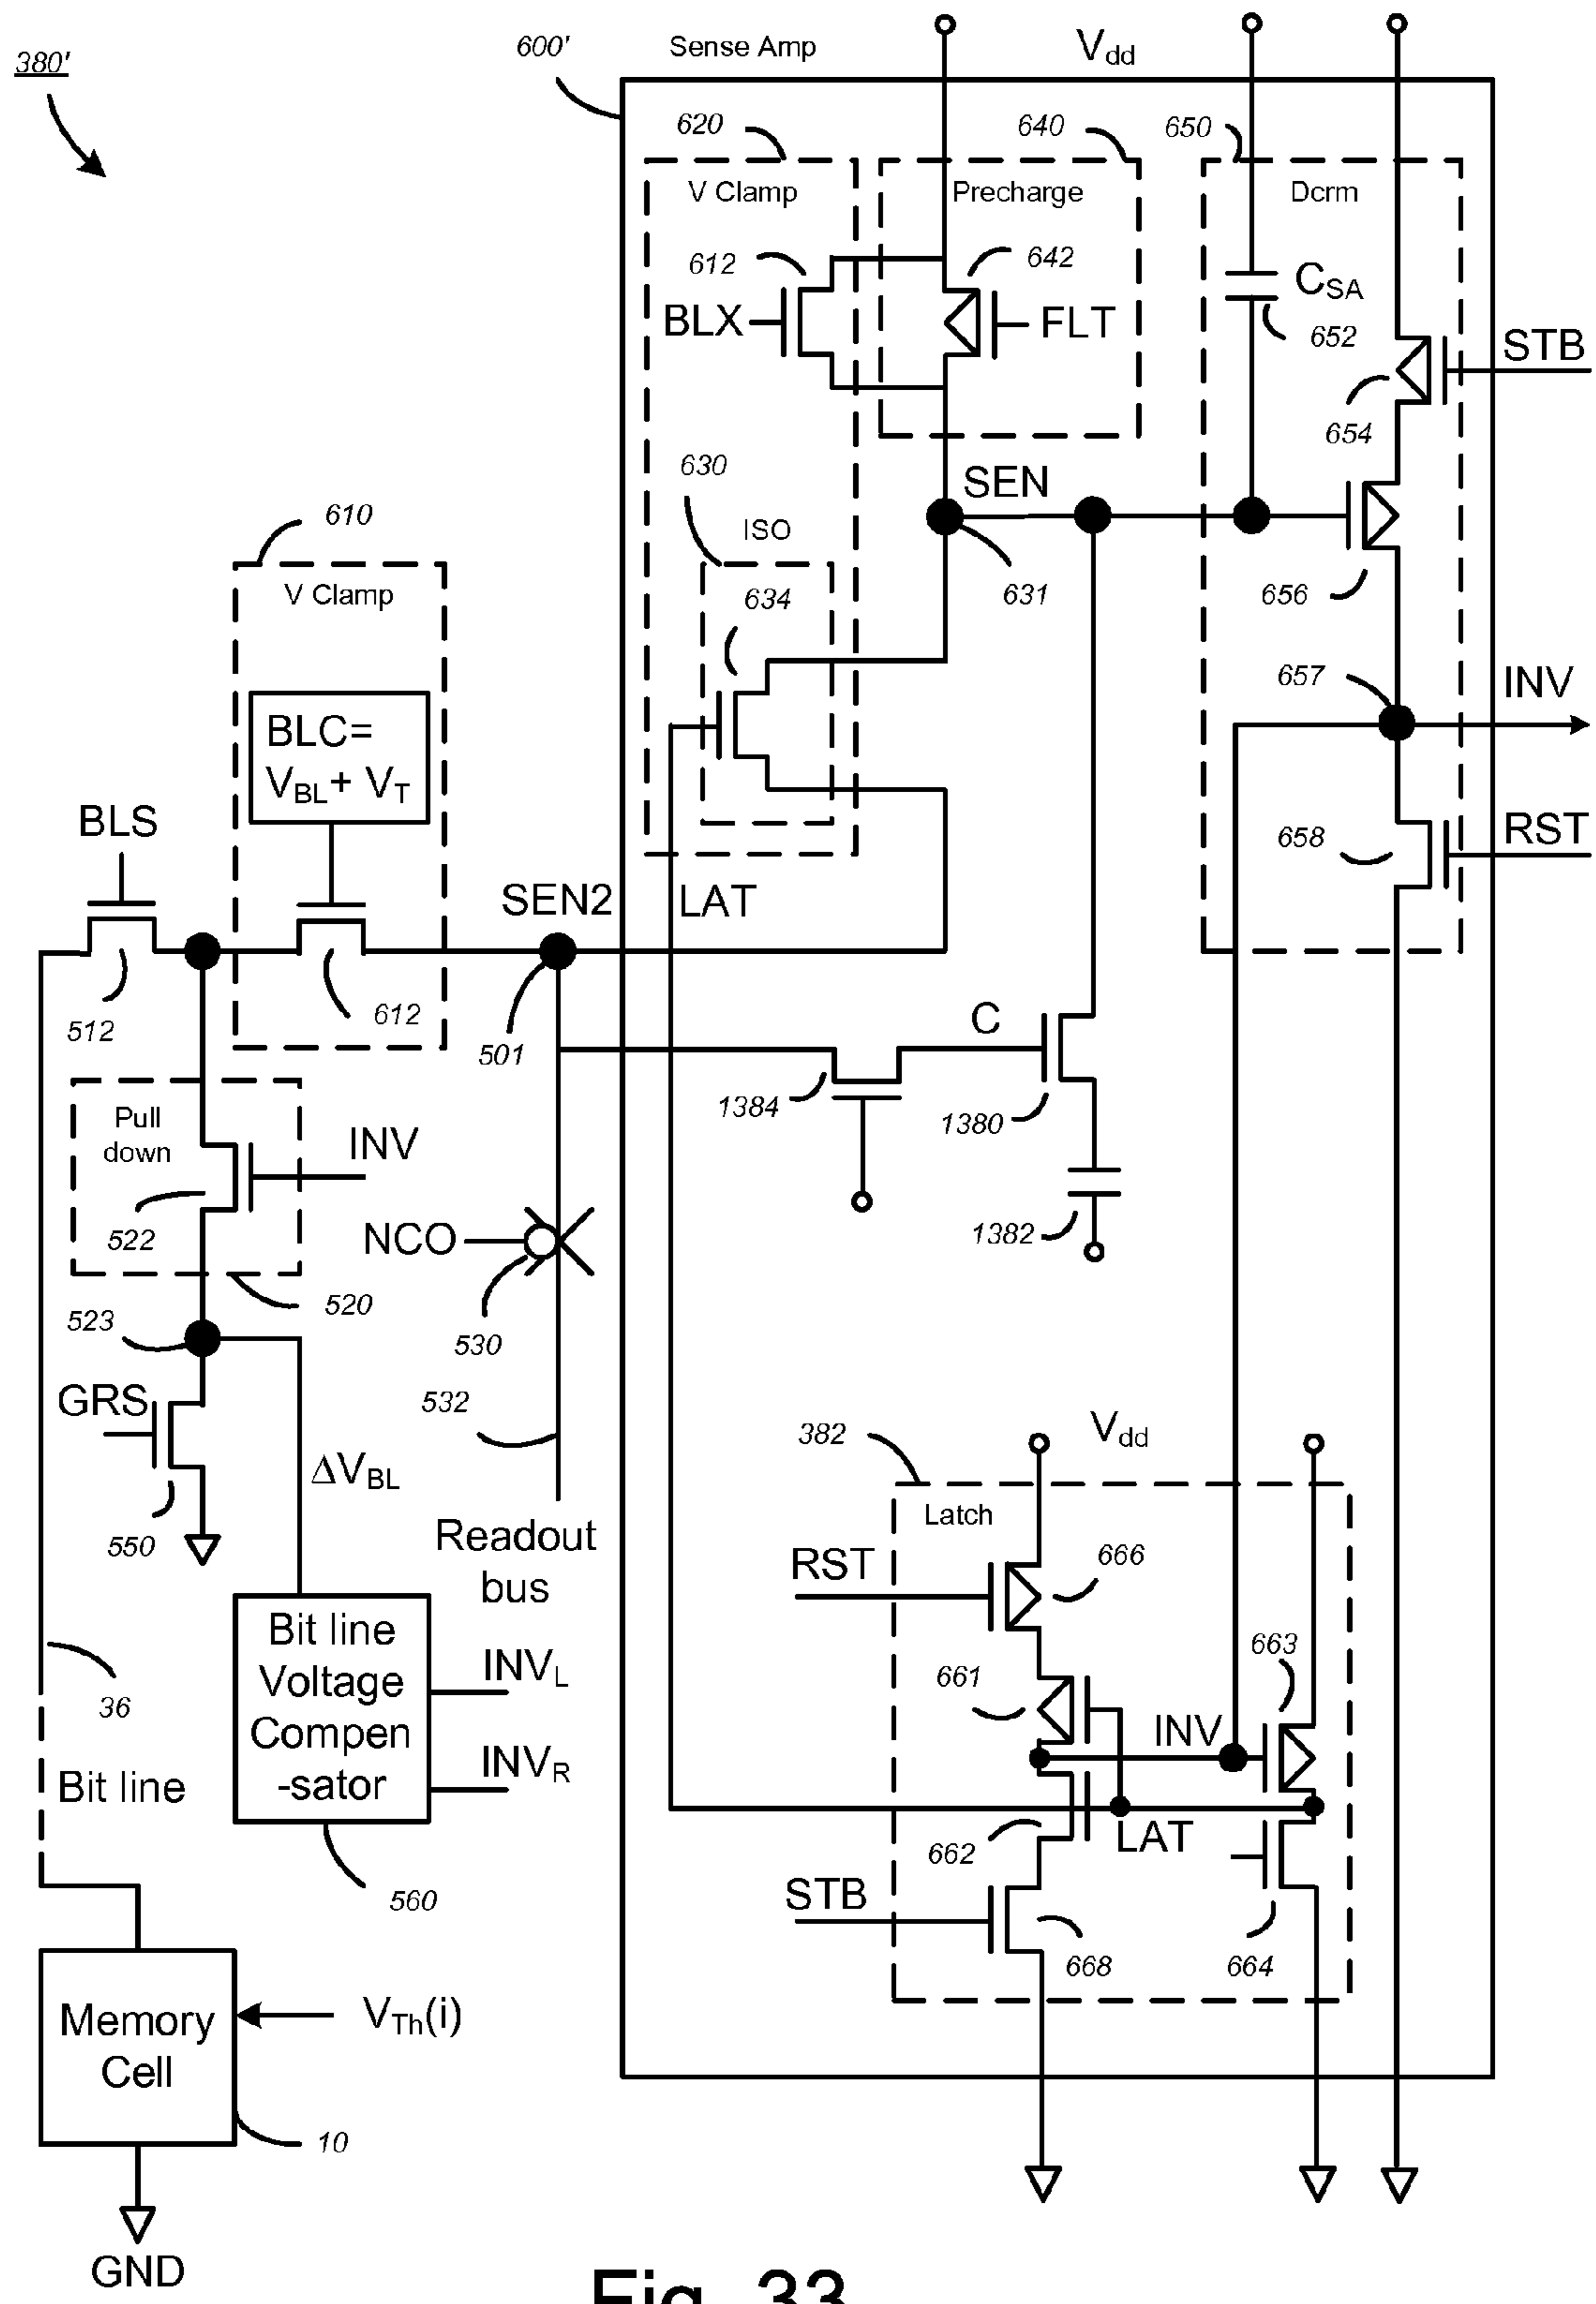 380'
600'
Sense Amp
Vdd
620
640
650
V Clamp
Precharge
Dcrm
612
642
BLX
FLT
CSA
652
STB
654
630
SEN
ISO
634
631
656
610
V Clamp
657
INV
BLC=
VBL+ VT
BLS
658
RST
SEN2
LAT
512
612
501
C
1384
1380
Pull
down
INV
522
NCO
1382
520
523
530
GRS
532
382
Vdd
ΔVBL
Latch
550
Readout
bus
RST
666
Bit line
Voltage
Compen
-sator
INVL
INVR
663
661
36
INV
Bit line
662
LAT
560
STB
668
664
Memory
Cell
VTh(i)
10
GND
Fig. 33